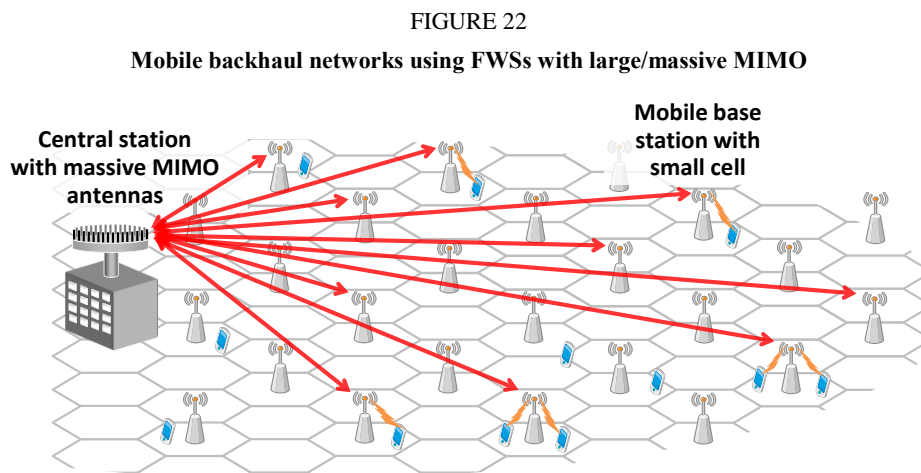 FIGURE 22
Mobile backhaul networks using FWSs with large/massive MIMO
Central station
with massive MIMO
antennas
Mobile base
station with
small cell